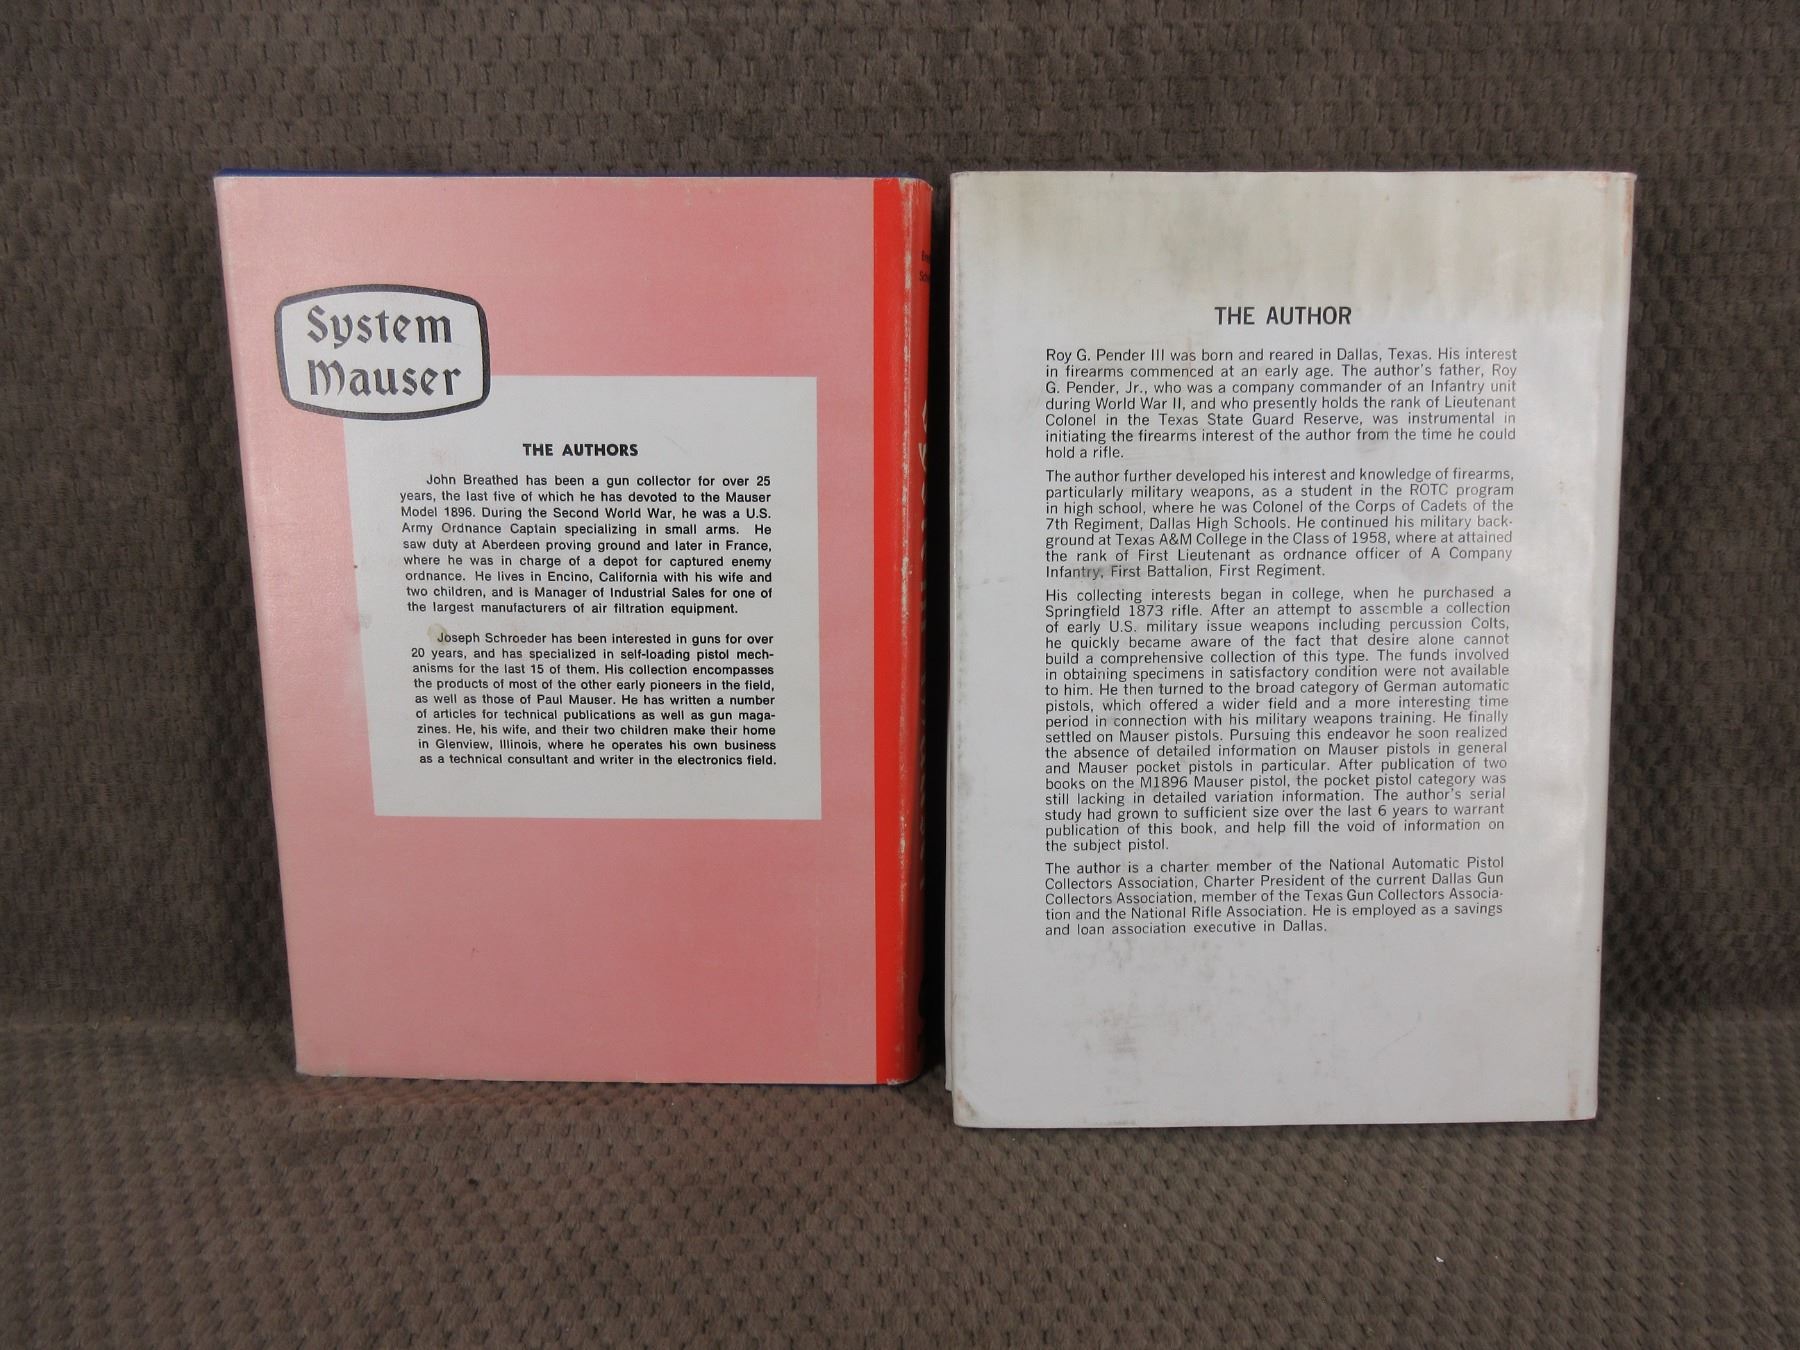 System
Mauser
THE AUTHORS
John Breathed has been a gun collector for over 25
years, the last five of which he has devoted to the Mauser
Model 1896. During the Second World War, he was a U.S.
Army Ordnance Captain specializing in small arms. He
saw duty at Aberdeen proving ground and later in France,
where he was in charge of a depot for captured enemy
ordnance. He lives in Encino, California with his wife and
two children, and is Manager of Industrial Sales for one of
the largest manufacturers of air filtration equipment.
Joseph Schroeder has been interested in guns for over
20 years, and has specialized in self-loading pistol mech-
anisms for the last 15 of them. His collection encompasses
the products of most of the other early pioneers in the field,
as well as those of Paul Mauser. He has written a number
of articles for technical publications as well as gun maga-
zines. He, his wife, and their two children make their home
in Glenview, Illinois, where he operates his own business
as a technical consultant and writer in the electronics field.
THE AUTHOR
Roy G. Pender III was born and reared in Dallas, Texas. His interest
in firearms commenced at an early age. The author's father, Roy
G. Pender, Jr., who was a company commander of an Infantry unit
during World War II, and who presently holds the rank of Lieutenant
Colonel in the Texas State Guard Reserve, was instrumental in
initiating the firearms interest of the author from the time he could
hold a rifle.
The author further developed his interest and knowledge of firearms,
particularly military weapons, as a student in the ROTC program
in high school, where he was Colonel of the Corps of Cadets of the
7th Regiment, Dallas High Schools. He continued his military back-
ground at Texas A&M College in the Class of 1958, where at attained
the rank of First Lieutenant as ordnance officer of A Company
Infantry, First Battalion, First Regiment.
His collecting interests began in college, when he purchased a
Springfield 1873 rifle. After an attempt to assemble a collection
of early U.S. military issue weapons including percussion Colts,
he quickly became aware of the fact that desire alone cannot
build a comprehensive collection of this type. The funds involved
in obtaining specimens in satisfactory condition were not available
to him. He then turned to the broad category of German automatic
pistols, which offered a wider field and a more interesting time
period in connection with his military weapons training. He finally
settled on Mauser pistols. Pursuing this endeavor he soon realized
the absence of detailed information on Mauser pistols in general
and Mauser pocket pistols in particular. After publication of two
books on the M1896 Mauser pistol, the pocket pistol category was
still lacking in detailed variation information. The author's serial
study had grown to sufficient size over the last 6 years to warrant
publication of this book, and help fill the void of information on
the subject pistol.
The author is a charter member of the National Automatic Pistol
Collectors Association, Charter President of the current Dallas Gun
Collectors Association, member of the Texas Gun Collectors Associa-
tion and the National Rifle Association. He is employed as a savings
and loan association executive in Dallas.